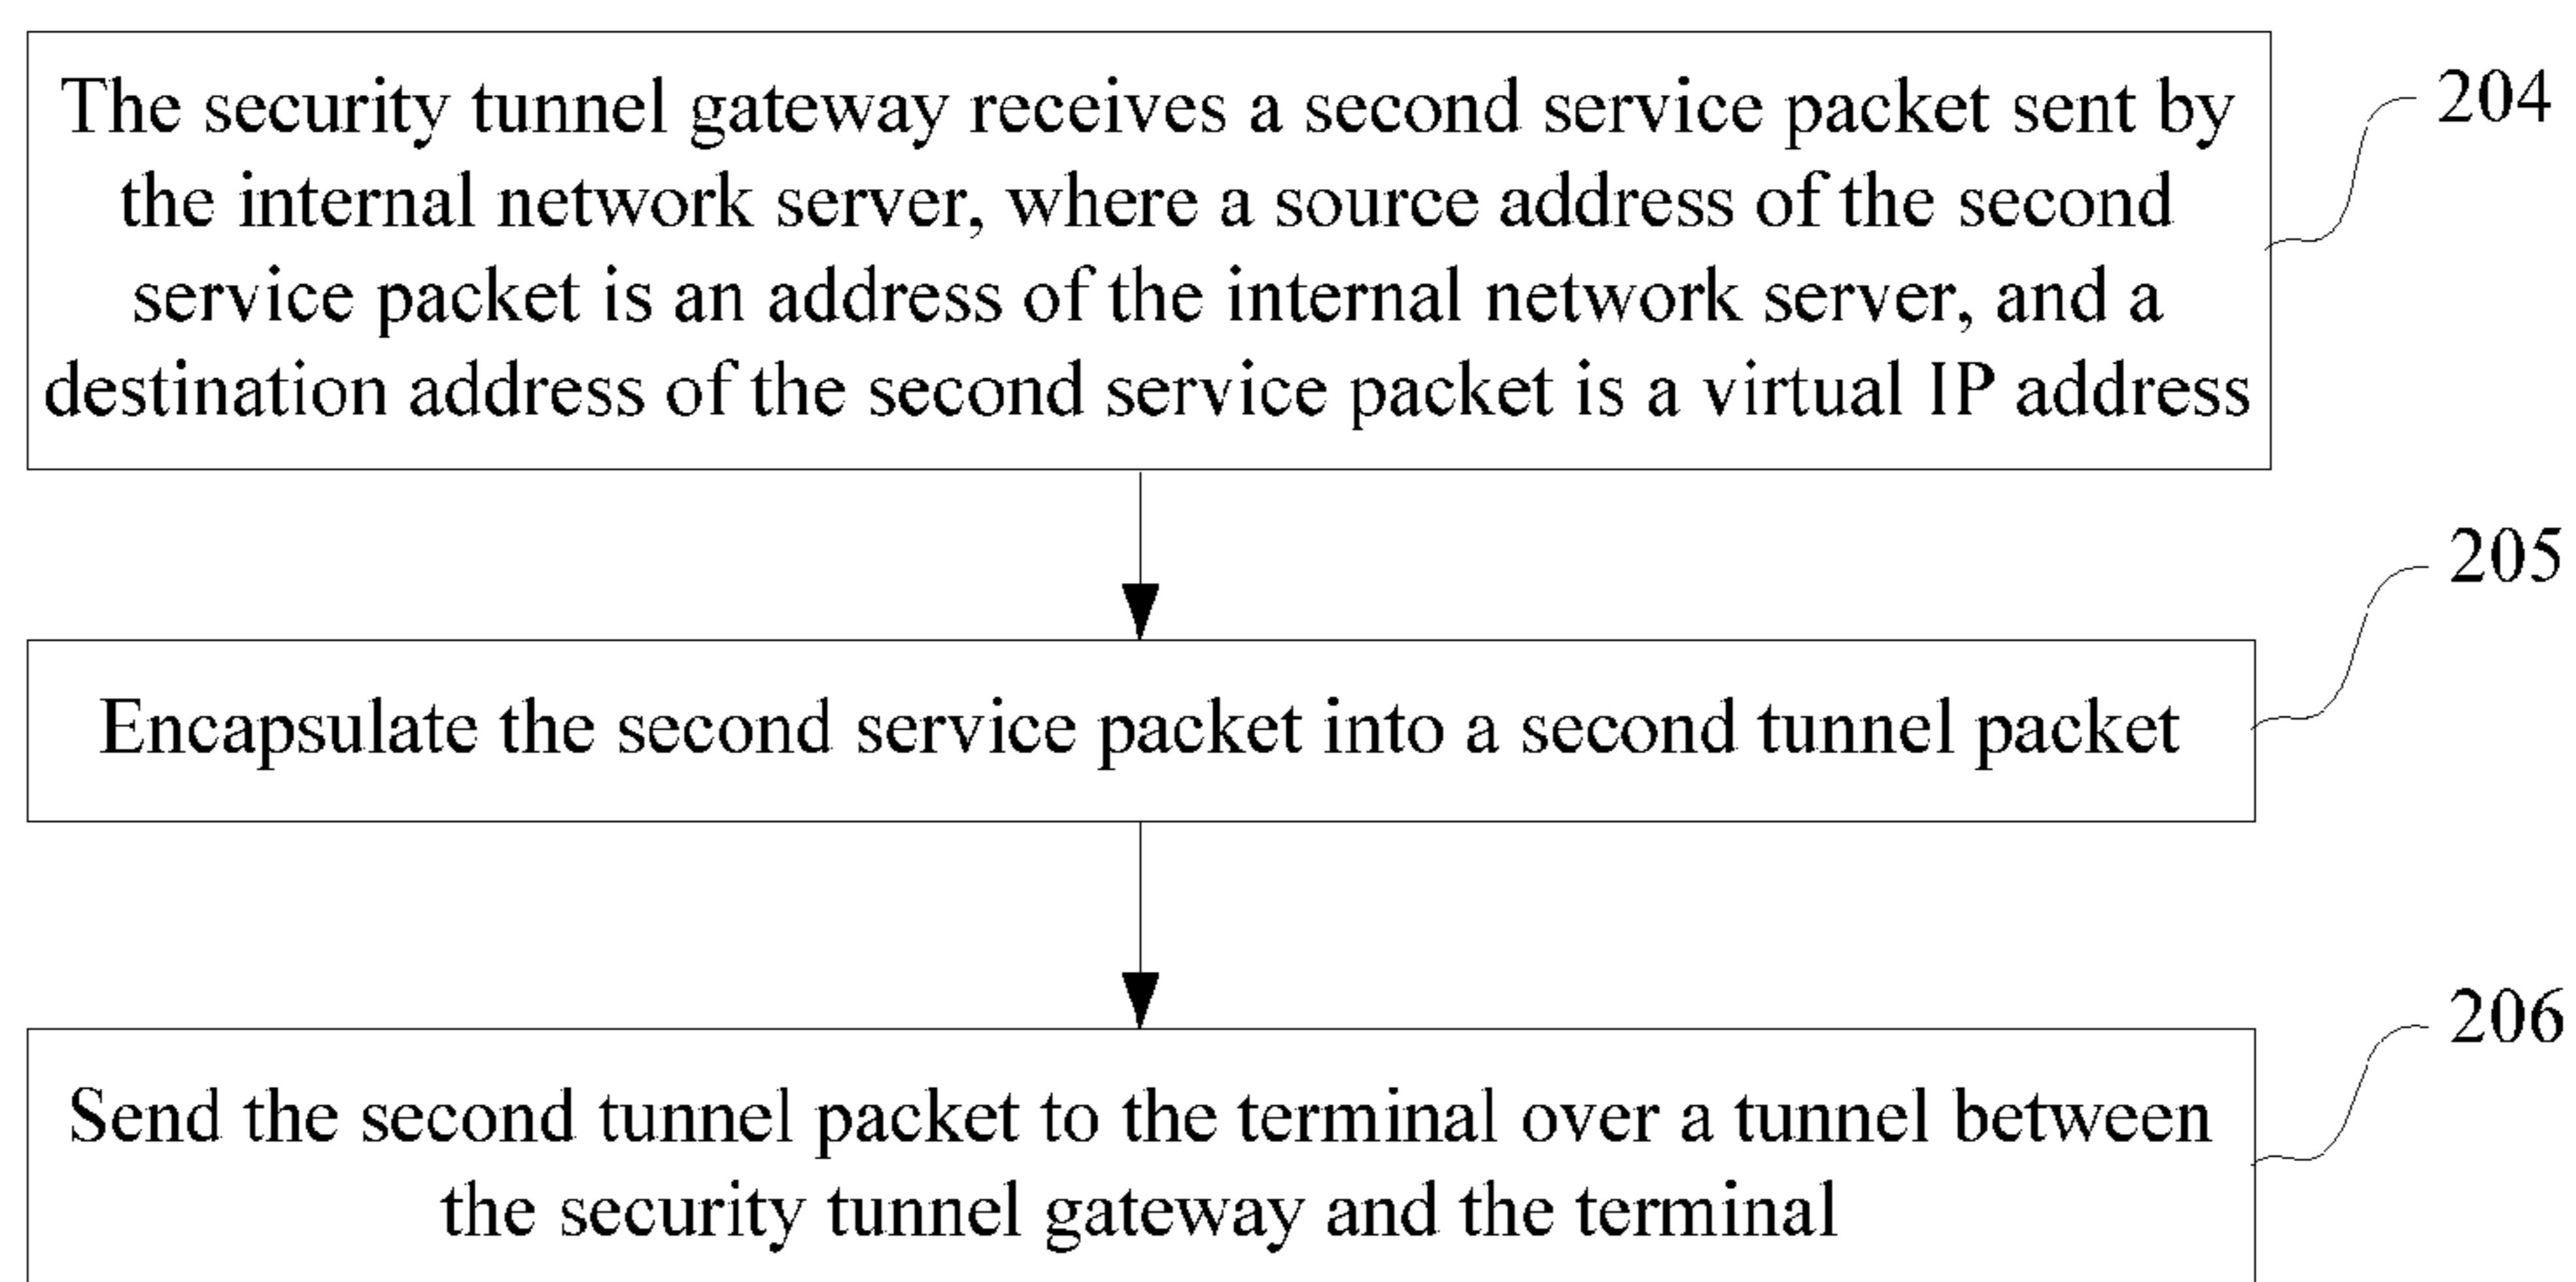 The security tunnel gateway receives a second service packet sent by
the internal network server, where a source address of the second
service packet is an address of the internal network server, and a
destination address of the second service packet is a virtual IP address
204
Encapsulate the second service packet into a second tunnel packet
205
Send the second tunnel packet to the terminal over a tunnel between
the security tunnel gateway and the terminal
206